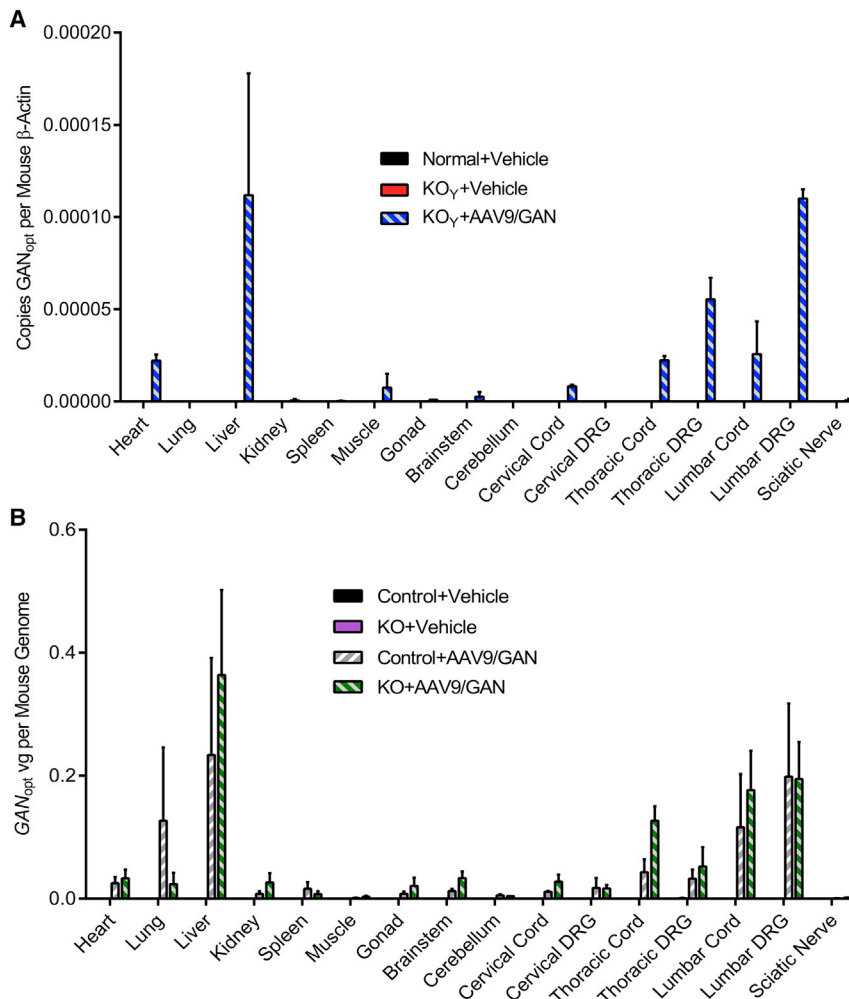 A
Copies GANopt per Mouse β-Actin
0.00020
0.00015
0.00010
0.00005
0.00000
Normal+Vehicle
KOY+Vehicle
KOY+AAV9/GAN
Heart
Lung
Liver
Kidney
Spleen
Muscle
Gonad
Brainstem
Cerebellum
Cervical Cord
Cervical DRG
Thoracic Cord
Thoracic DRG
Lumbar Cord
Lumbar DRG
Sciatic Nerve
B
GANopt vg per Mouse Genome
0.6
0.4
0.2
0.0
Control+Vehicle
KO+Vehicle
Control+AAV9/GAN
KO+AAV9/GAN
Heart
Lung
Liver
Kidney
Spleen
Muscle
Gonad
Brainstem
Cerebellum
Cervical Cord
Cervical DRG
Thoracic Cord
Thoracic DRG
Lumbar Cord
Lumbar DRG
Sciatic Nerve